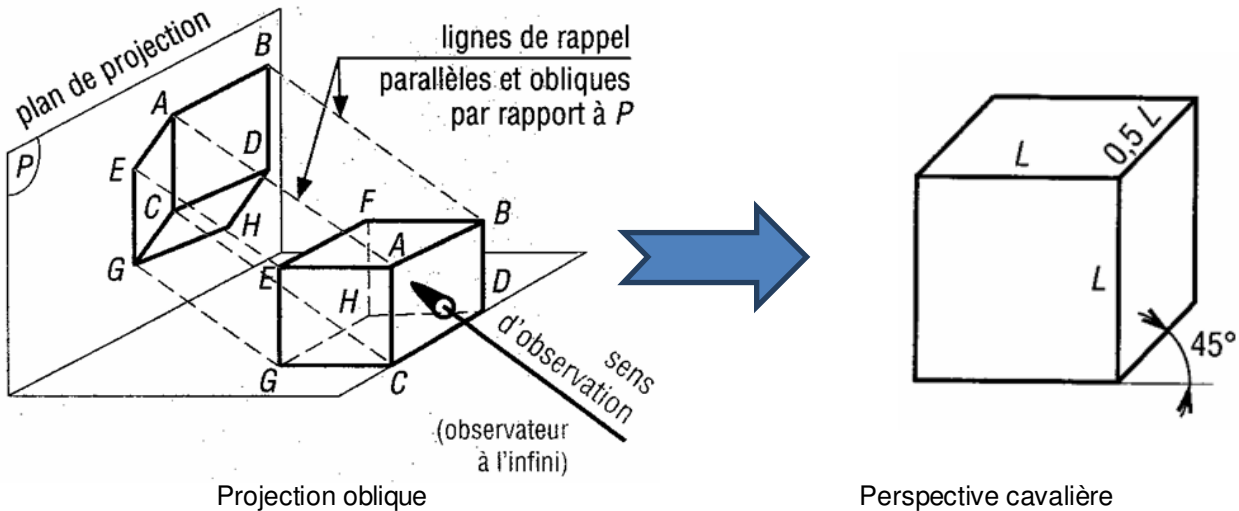 plan de projection
P
lignes de rappel
parallèles et obliques
par rapport à P
B
A
E
D
C
H
G
F
B
A
E
D
H
G
C
sens
d'observation
(observateur
à l'infini)
L
0,5 L
L
45°
Projection oblique
Perspective cavalière